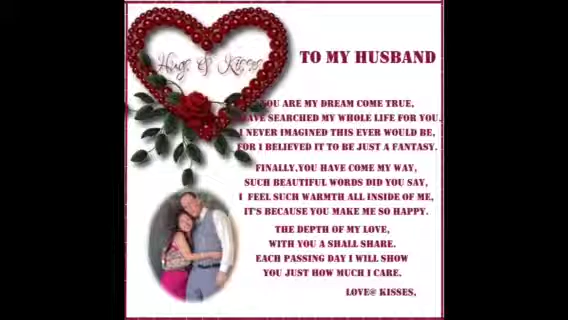 Hugs & Kisses
TO MY HUSBAND
YOU ARE MY DREAM COME TRUE,
HAVE SEARCHED MY WHOLE LIFE FOR YOU.
I NEVER IMAGINED THIS EVER WOULD BE,
FOR I BELIEVED IT TO BE JUST A FANTASY.
FINALLY,YOU HAVE COME MY WAY,
SUCH BEAUTIFUL WORDS DID YOU SAY,
I FEEL SUCH WARMTH ALL INSIDE OF ME,
IT'S BECAUSE YOU MAKE ME SO HAPPY.
THE DEPTH OF MY LOVE,
WITH YOU A SHALL SHARE.
EACH PASSING DAY I WILL SHOW
YOU JUST HOW MUCH I CARE.
LOVE@ KISSES,